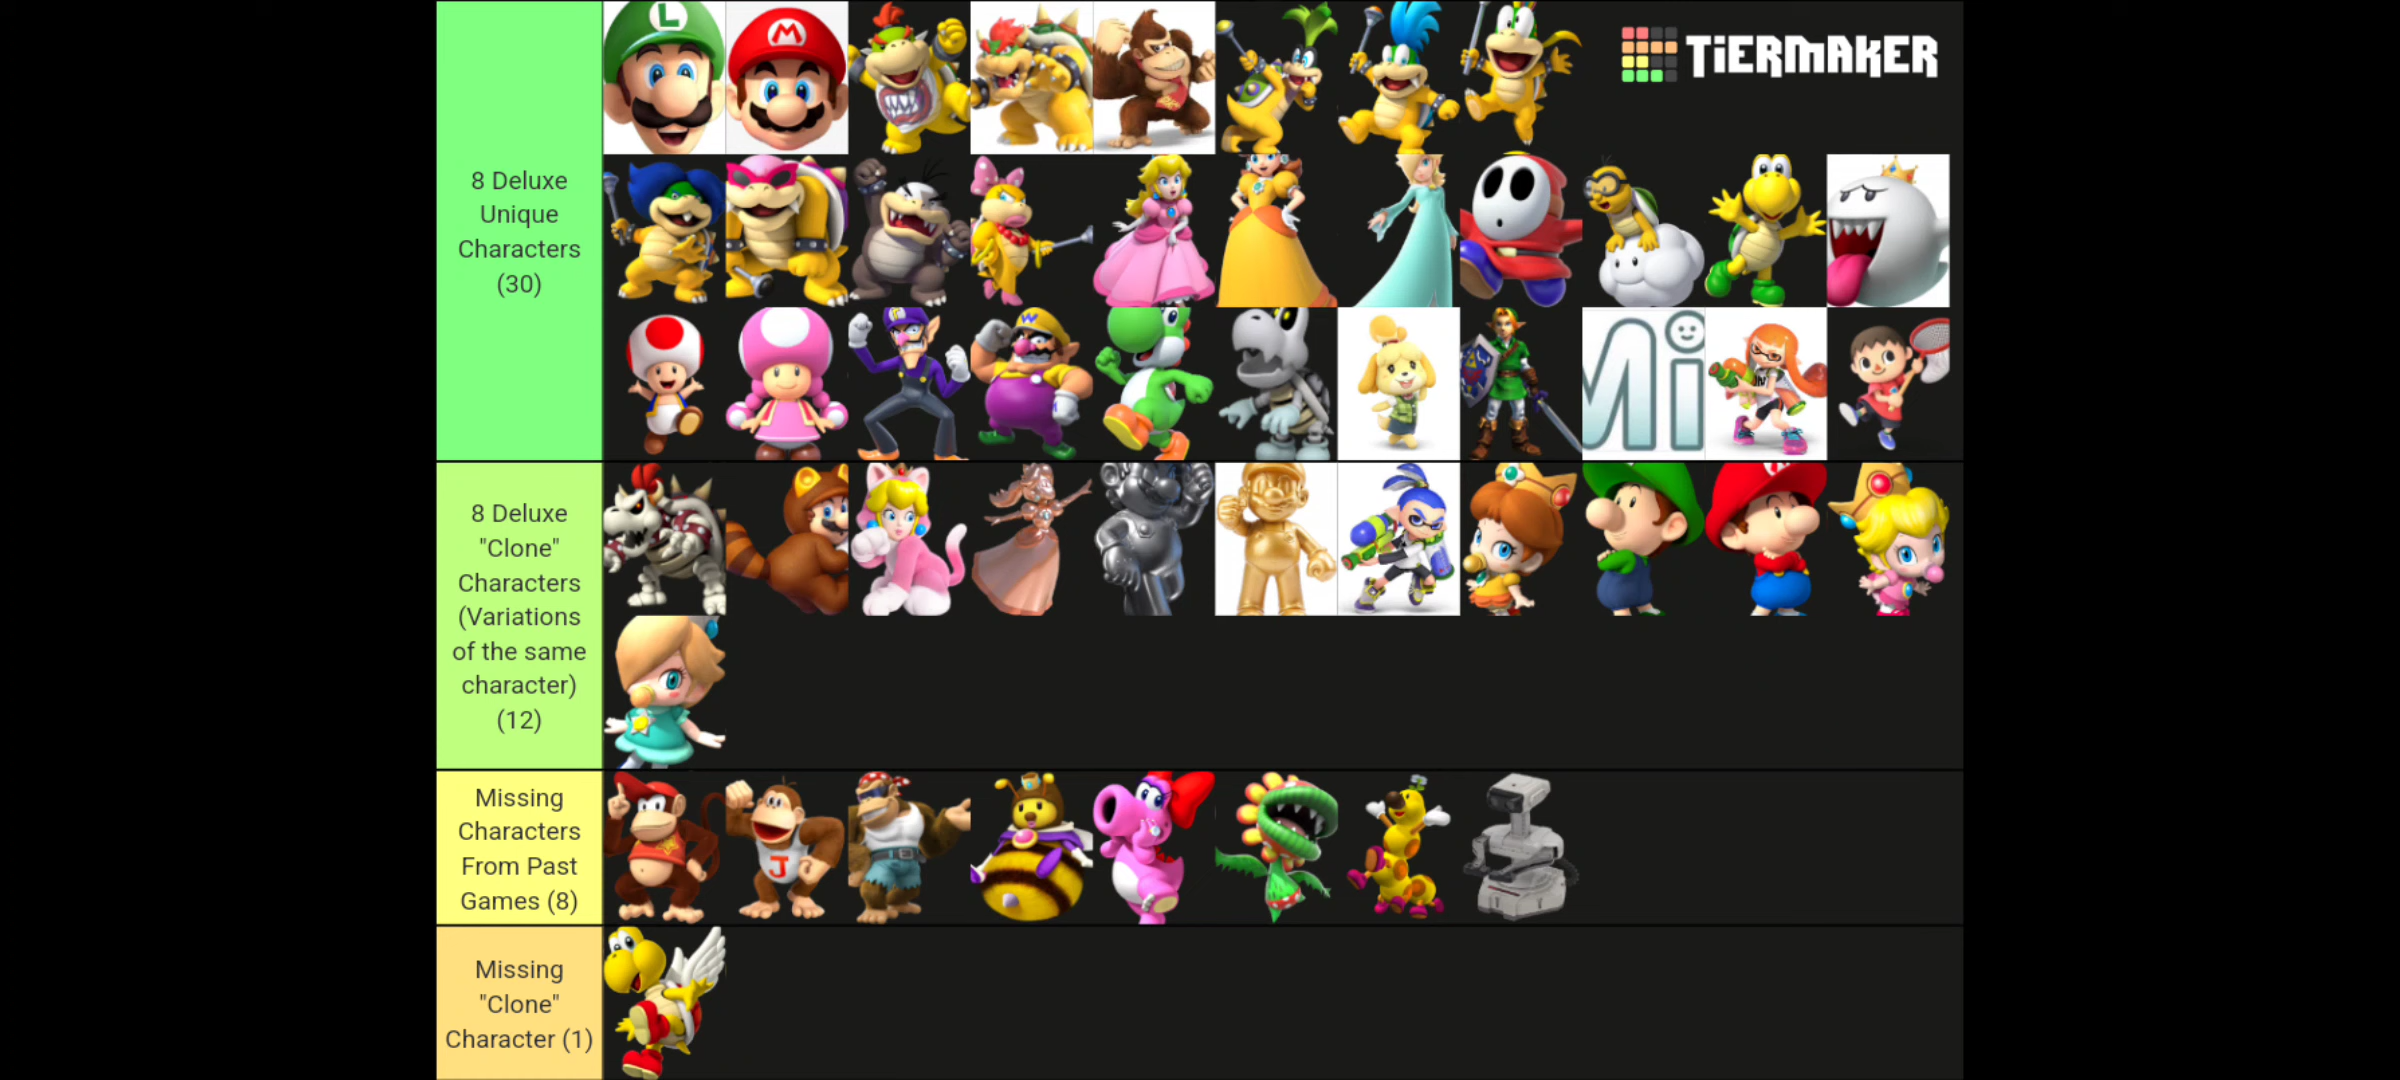 TiERMAKER
8 Deluxe
Unique
Characters
(30)
L
M
Mii
8 Deluxe
"Clone"
Characters
(Variations
of the same
character)
(12)
Missing
Characters
From Past
Games (8)
J
Missing
"Clone"
Character (1)